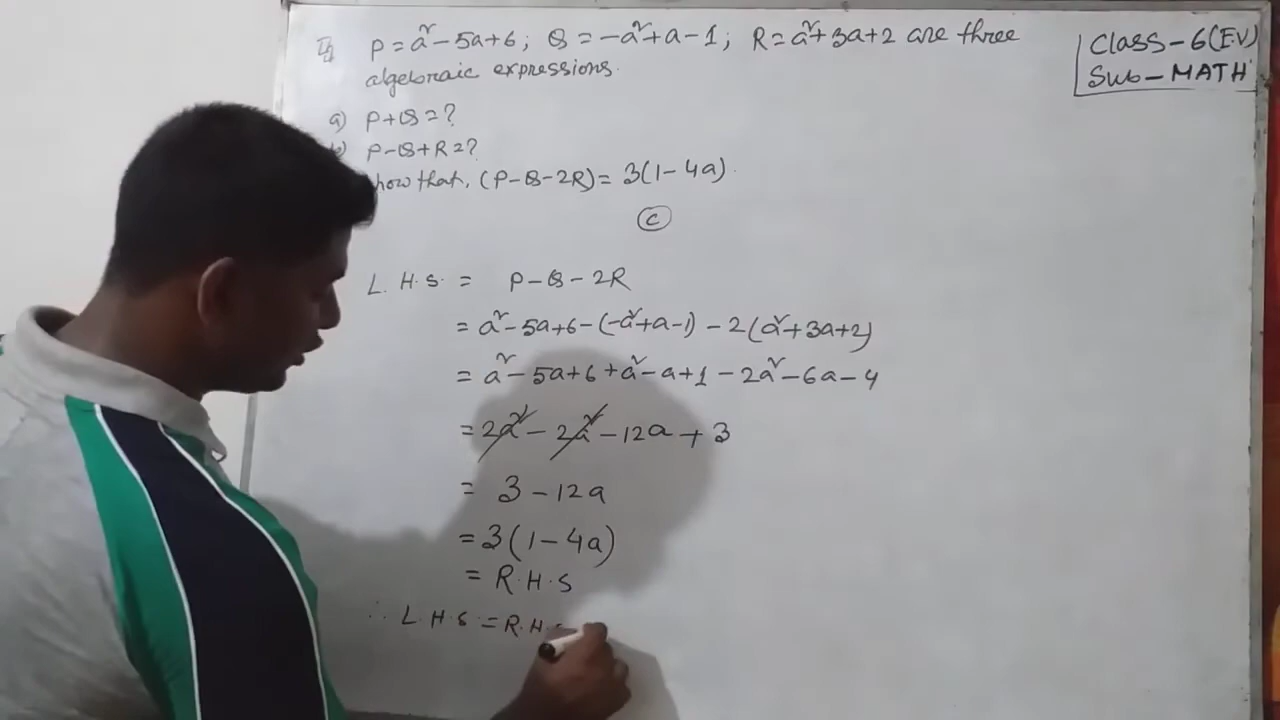 If P = a² - 5a + 6 ; Q = -a² + a - 1 ; R = a² + 3a + 2 are three
algebraic expressions.
Class - 6 (E.V)
Sub - MATH
a) P + Q = ?
P - Q + R = ?
that, (P - Q - 2R) = 3(1 - 4a).
c
L.H.S. = P - Q - 2R
= a² - 5a + 6 - (-a² + a - 1) - 2(a² + 3a + 2)
= a² - 5a + 6 + a² - a + 1 - 2a² - 6a - 4
= 2a² - 2a² - 12a + 3
= 3 - 12a
= 3(1 - 4a)
= R.H.S
∴ L.H.S = R.H.